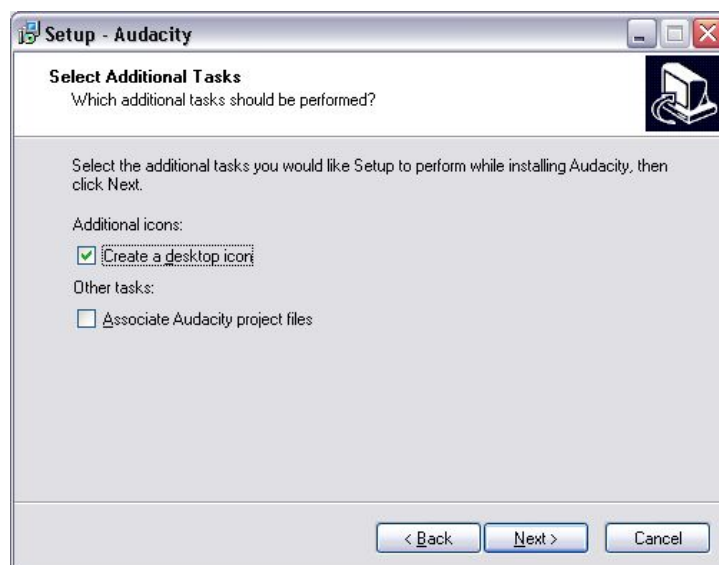 Setup - Audacity
Select Additional Tasks
Which additional tasks should be performed?
Select the additional tasks you would like Setup to perform while installing Audacity, then
click Next.
Additional icons:
Create a desktop icon
Other tasks:
Associate Audacity project files
< Back
Next >
Cancel